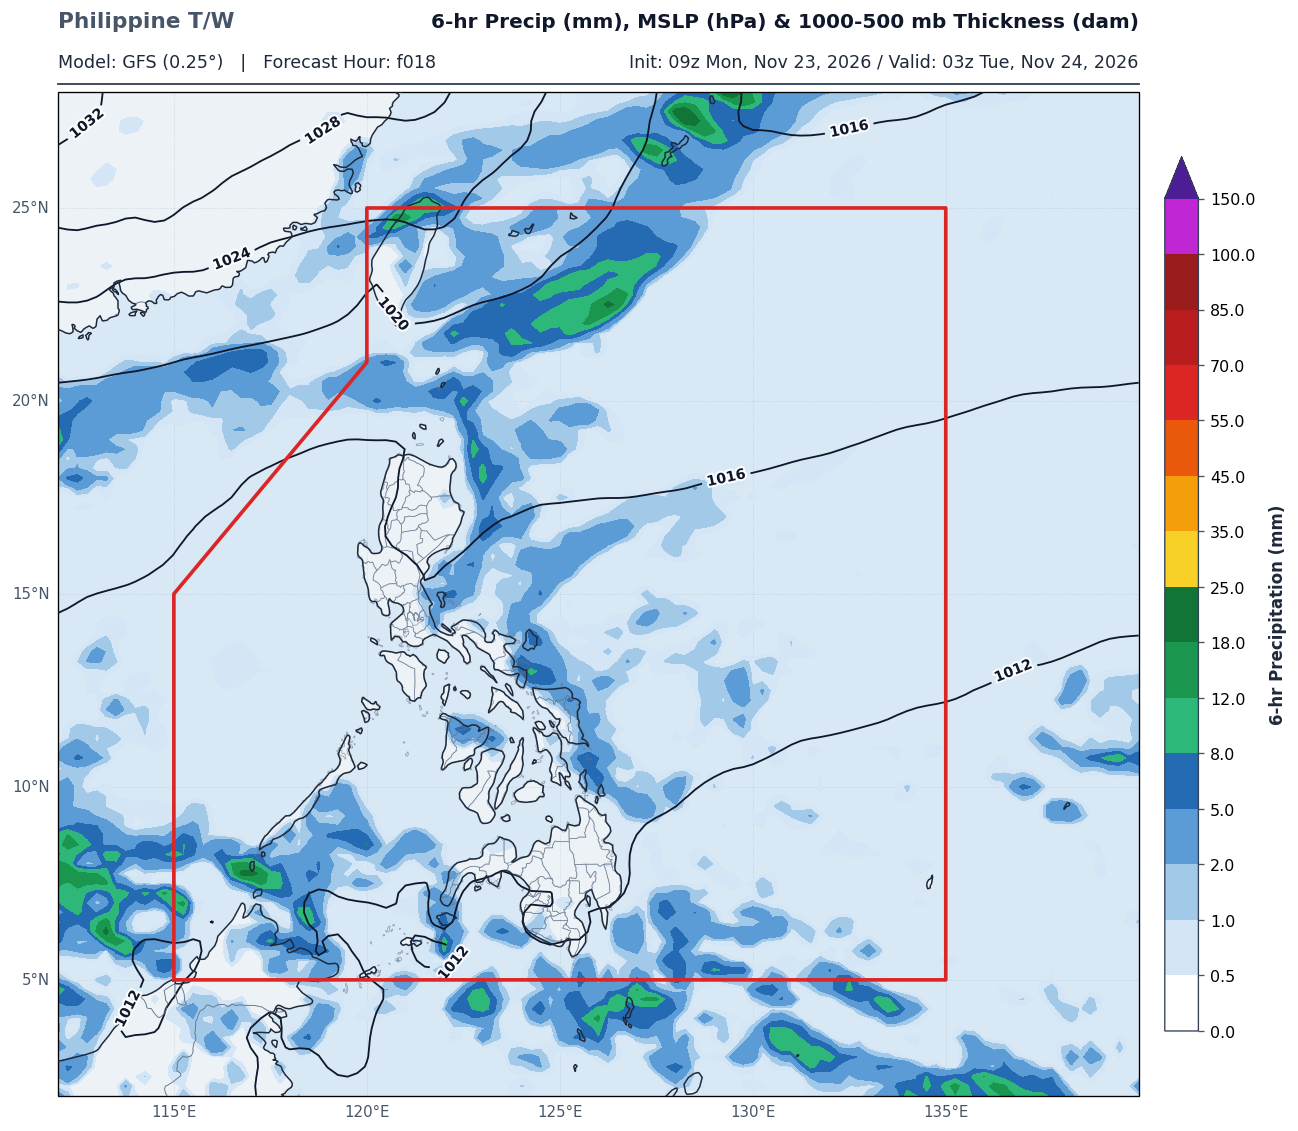 Philippine T/W
6-hr Precip (mm), MSLP (hPa) & 1000-500 mb Thickness (dam)
Model: GFS (0.25°) | Forecast Hour: f018
Init: 09z Mon, Nov 23, 2026 / Valid: 03z Tue, Nov 24, 2026
1032
1028
1016
1024
1020
1016
1012
1012
1012
25°N
20°N
15°N
10°N
5°N
115°E
120°E
125°E
130°E
135°E
150.0
100.0
85.0
70.0
55.0
45.0
35.0
25.0
18.0
12.0
8.0
5.0
2.0
1.0
0.5
0.0
6-hr Precipitation (mm)